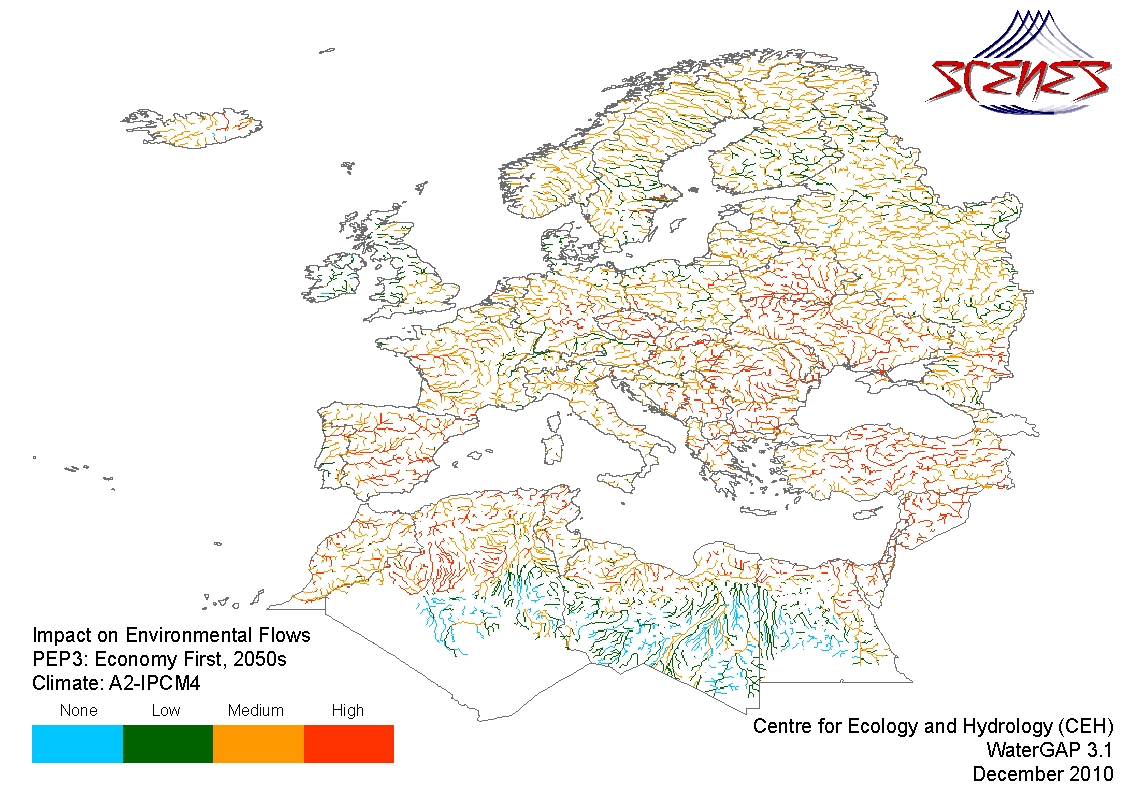 SCENES
Impact on Environmental Flows
PEP3: Economy First, 2050s
Climate: A2-IPCM4
None Low Medium High
Centre for Ecology and Hydrology (CEH)
WaterGAP 3.1
December 2010